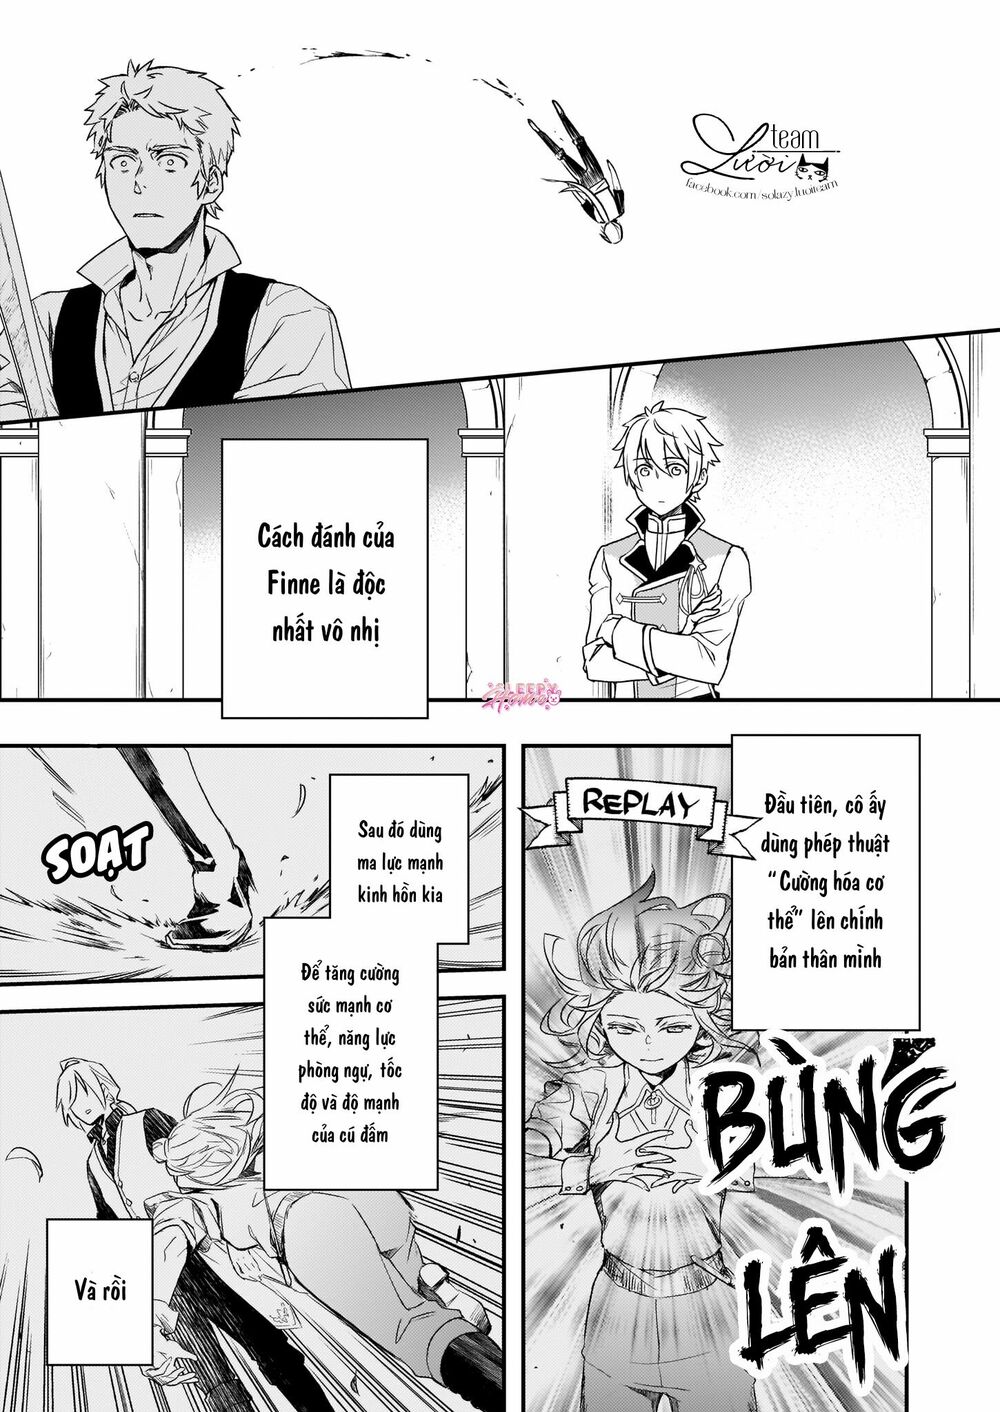 team
Lười
facebook.com/solazy.luoiteam
Cách đánh của
Finne là độc
nhất vô nhị
SLEEPY
Home
REPLAY
Đầu tiên, cô ấy
dùng phép thuật
“Cường hóa cơ
thể” lên chính
bản thân mình
BÙNG
LÊN
Sau đó dùng
ma lực mạnh
kinh hồn kia
SOẠT
Để tăng cường
sức mạnh cơ
thể, năng lực
phòng ngự, tốc
độ và độ mạnh
của cú đấm
Và rồi